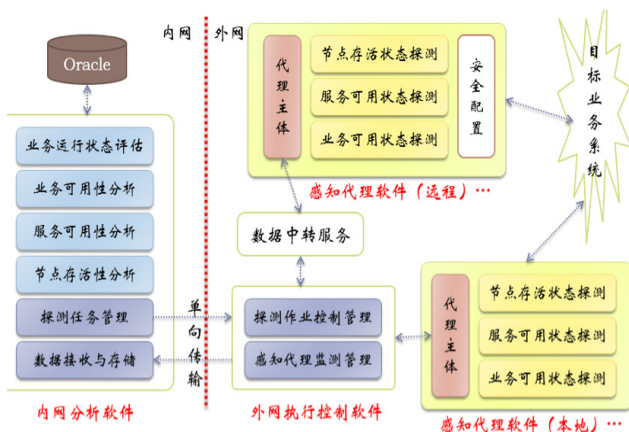 内网
外网
Oracle
业务运行状态评估
业务可用性分析
服务可用性分析
节点存活性分析
探测任务管理
数据接收与存储
内网分析软件
单向传输
代理主体
节点存活状态探测
服务可用状态探测
业务可用状态探测
安全配置
感知代理软件（远程）…
目标业务系统
数据中转服务
探测作业控制管理
感知代理监测管理
外网执行控制软件
代理主体
节点存活状态探测
服务可用状态探测
业务可用状态探测
感知代理软件（本地）…